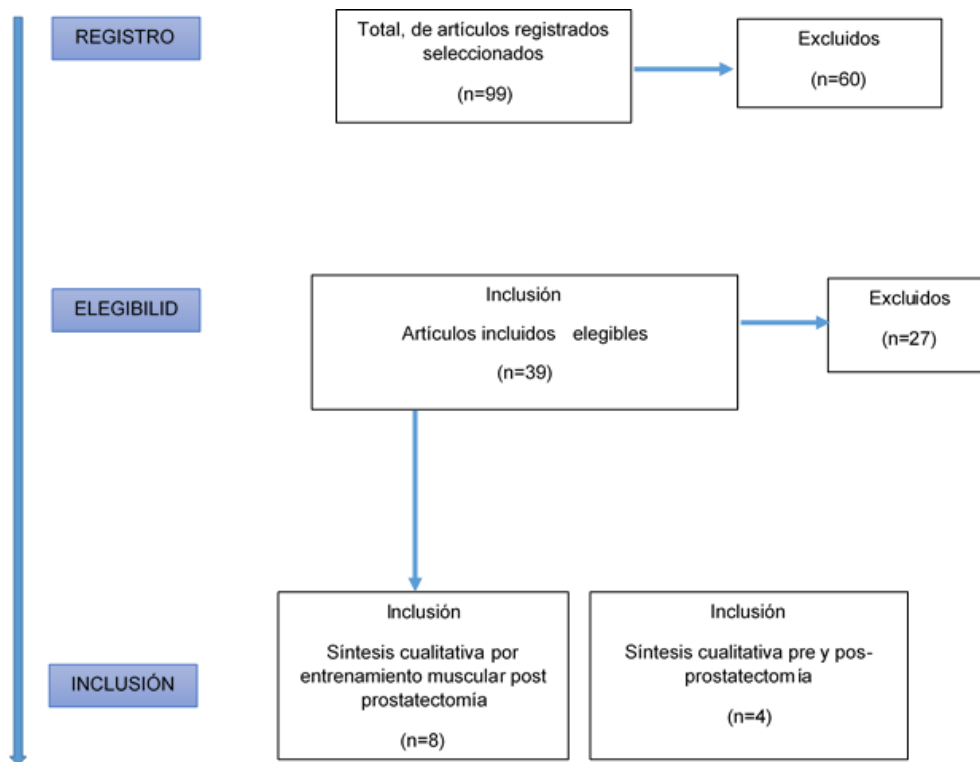 REGISTRO
Total, de artículos registrados
seleccionados
(n=99)
Excluidos
(n=60)
ELEGIBILID
Inclusión
Artículos incluidos elegibles
(n=39)
Excluidos
(n=27)
INCLUSIÓN
Inclusión
Síntesis cualitativa por
entrenamiento muscular post
prostatectomía
(n=8)
Inclusión
Síntesis cualitativa pre y pos-
prostatectomía
(n=4)